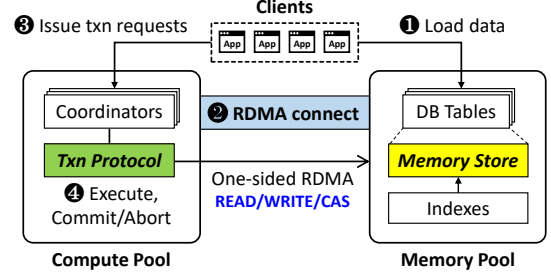 Clients
❸ Issue txn requests
App App App App
❶ Load data
Coordinators
❷ RDMA connect
DB Tables
Txn Protocol
Memory Store
❹ Execute,
Commit/Abort
One-sided RDMA
READ/WRITE/CAS
Indexes
Compute Pool
Memory Pool